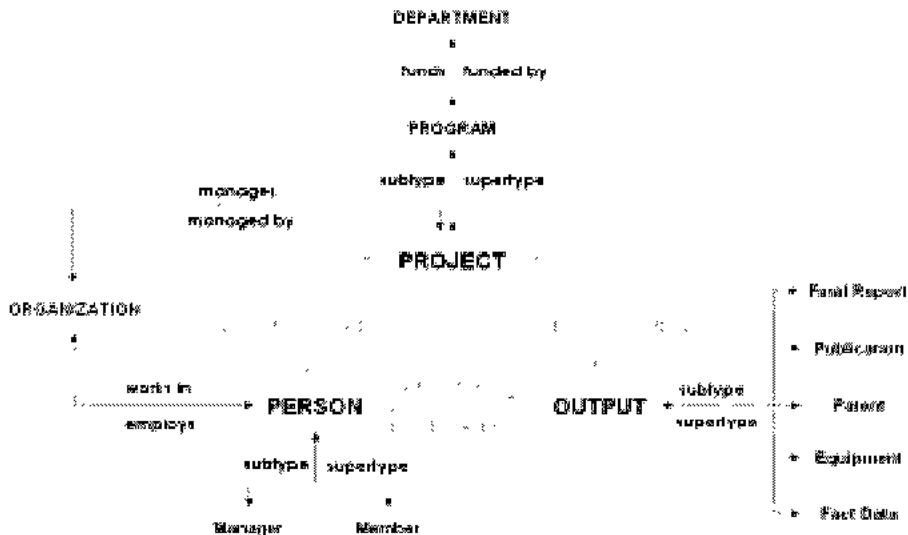 DEPARTMENT
funds funded by
PROGRAM
subtype supertype
manager
managed by
PROJECT
ORGANIZATION
Final Report
Publication
works in
employs
PERSON
OUTPUT
subtype
supertype
Patent
subtype supertype
Equipment
Manager Member
Fact Data